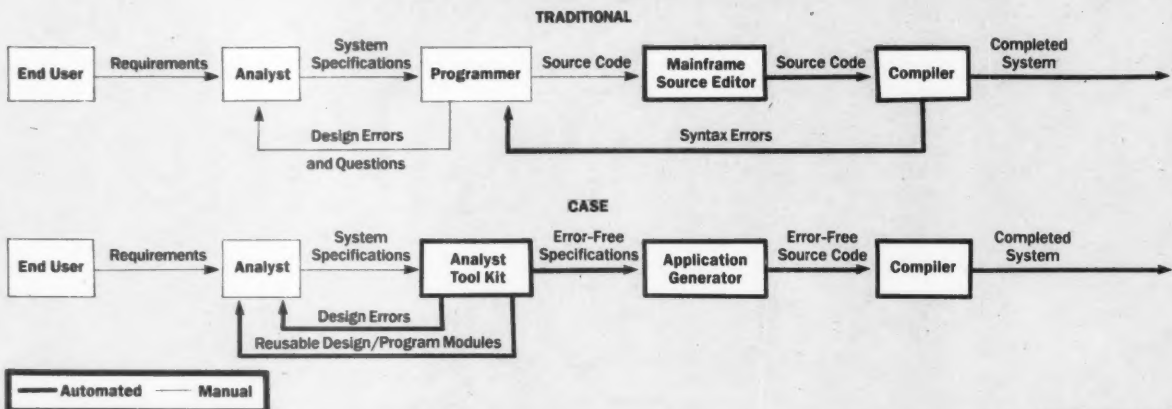 TRADITIONAL
End User
Requirements
Analyst
System
Specifications
Programmer
Source Code
Mainframe
Source Editor
Source Code
Compiler
Completed
System
Design Errors
and Questions
Syntax Errors
CASE
End User
Requirements
Analyst
System
Specifications
Analyst
Tool Kit
Error-Free
Specifications
Application
Generator
Error-Free
Source Code
Compiler
Completed
System
Design Errors
Reusable Design/Program Modules
Automated
Manual